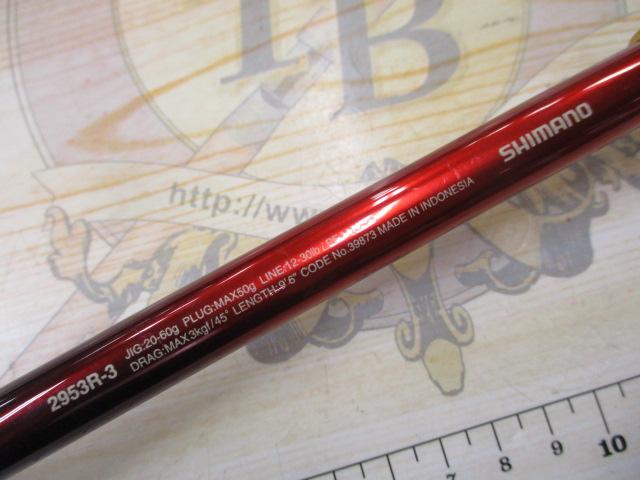 TB
http://www.
SHIMANO
2953R-3
JIG:20-60g PLUG:MAX50g LINE:12-30lb
DRAG:MAX3kgf/45° LENGTH:9'6" CODE No.39873 MADE IN INDONESIA
7 8 9 10